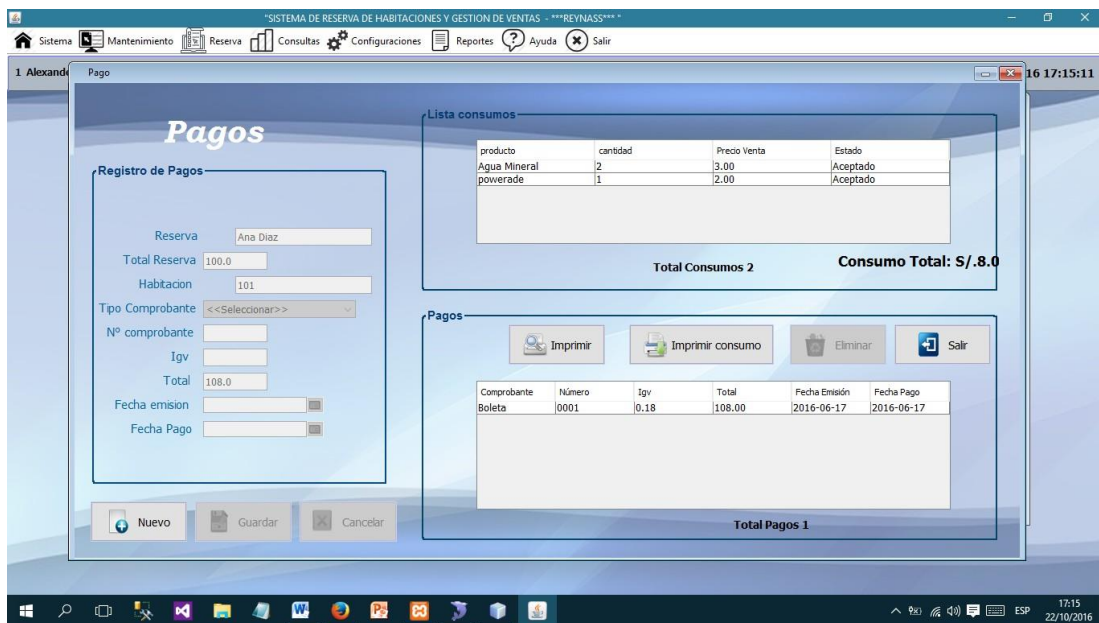 "SISTEMA DE RESERVA DE HABITACIONES Y GESTION DE VENTAS - ***REYNASS*** "
Sistema Mantenimiento Reserva Consultas Configuraciones Reportes Ayuda Salir
1 16 17:15:11
Pago
Pagos
Registro de Pagos
Reserva Ana Diaz
Total Reserva 100.0
Habitacion 101
Tipo Comprobante <<Seleccionar>>
Nº comprobante
Igv
Total 108.0
Fecha emision
Fecha Pago
Nuevo Guardar Cancelar
Lista consumos
producto cantidad Precio Venta Estado
Agua Mineral 2 3.00 Aceptado
powerade 1 2.00 Aceptado
Total Consumos 2 Consumo Total: S/.8.0
Pagos
Imprimir Imprimir consumo Eliminar Salir
Comprobante Número Igv Total Fecha Emisión Fecha Pago
Boleta 0001 0.18 108.00 2016-06-17 2016-06-17
Total Pagos 1
ESP 17:15
22/10/2016